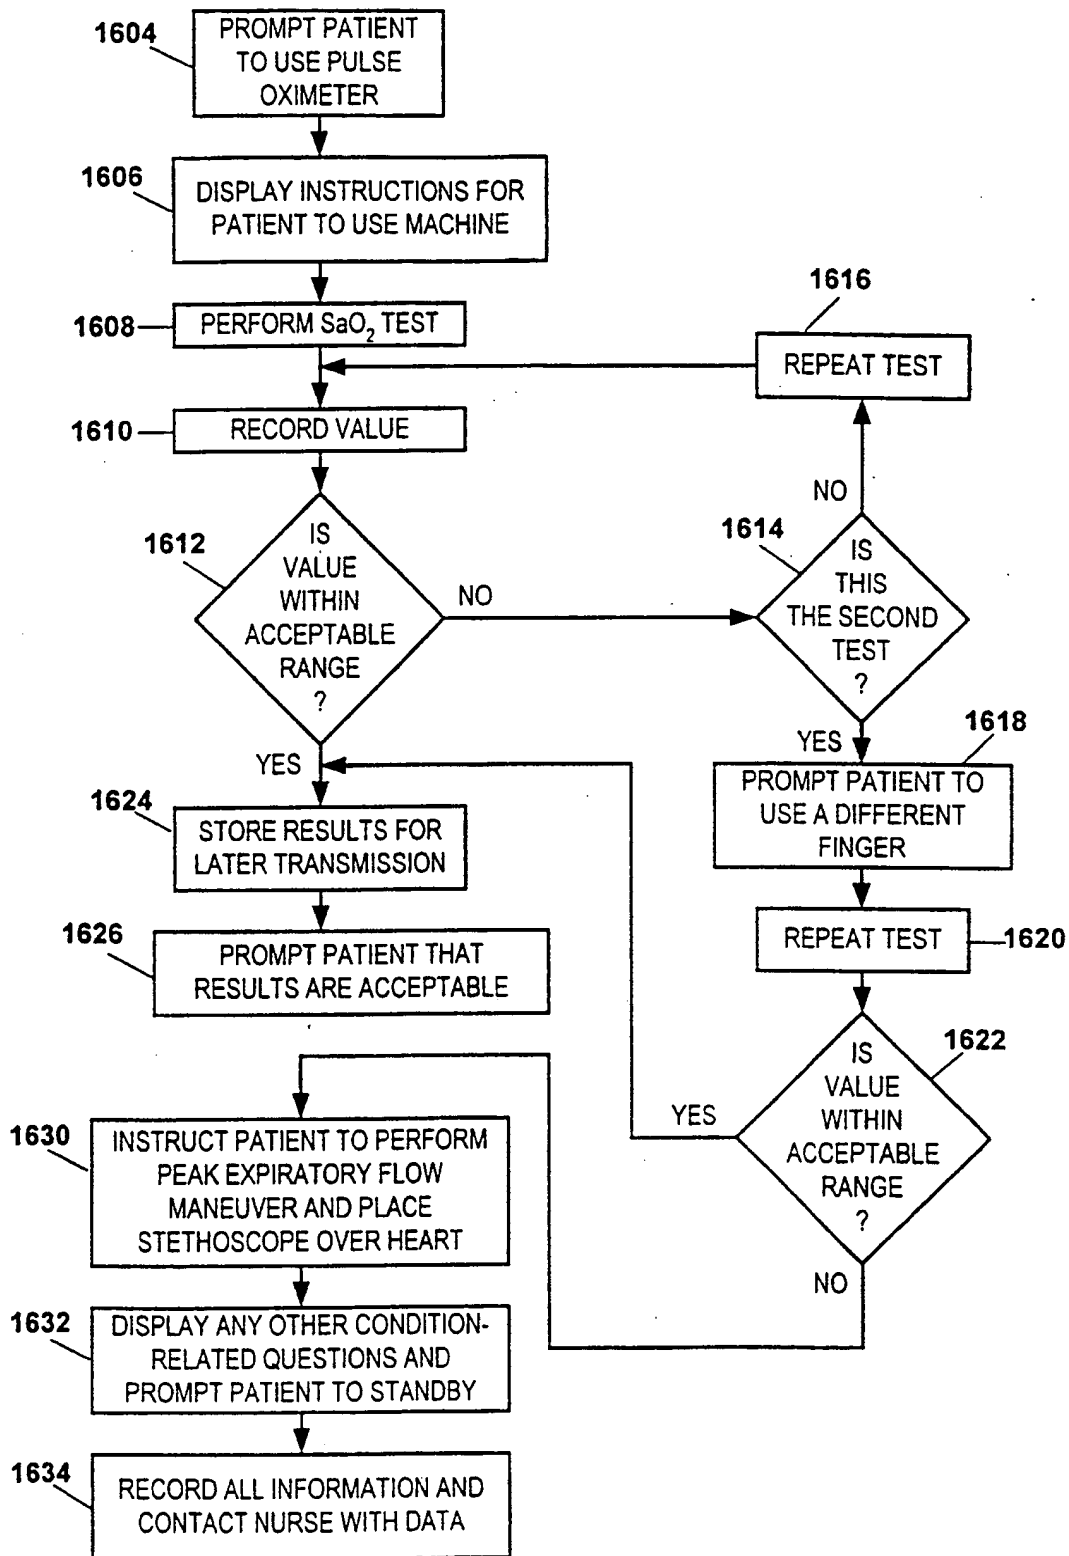 1604
PROMPT PATIENT
TO USE PULSE
OXIMETER
1606
DISPLAY INSTRUCTIONS FOR
PATIENT TO USE MACHINE
1608
PERFORM SaO₂ TEST
1616
REPEAT TEST
1610
RECORD VALUE
1612
IS
VALUE
WITHIN
ACCEPTABLE
RANGE
?
NO
YES
1614
IS
THIS
THE SECOND
TEST
?
NO
YES
1618
PROMPT PATIENT TO
USE A DIFFERENT
FINGER
1624
STORE RESULTS FOR
LATER TRANSMISSION
1626
PROMPT PATIENT THAT
RESULTS ARE ACCEPTABLE
REPEAT TEST
1620
1622
IS
VALUE
WITHIN
ACCEPTABLE
RANGE
?
YES
NO
1630
INSTRUCT PATIENT TO PERFORM
PEAK EXPIRATORY FLOW
MANEUVER AND PLACE
STETHOSCOPE OVER HEART
1632
DISPLAY ANY OTHER CONDITION-
RELATED QUESTIONS AND
PROMPT PATIENT TO STANDBY
1634
RECORD ALL INFORMATION AND
CONTACT NURSE WITH DATA